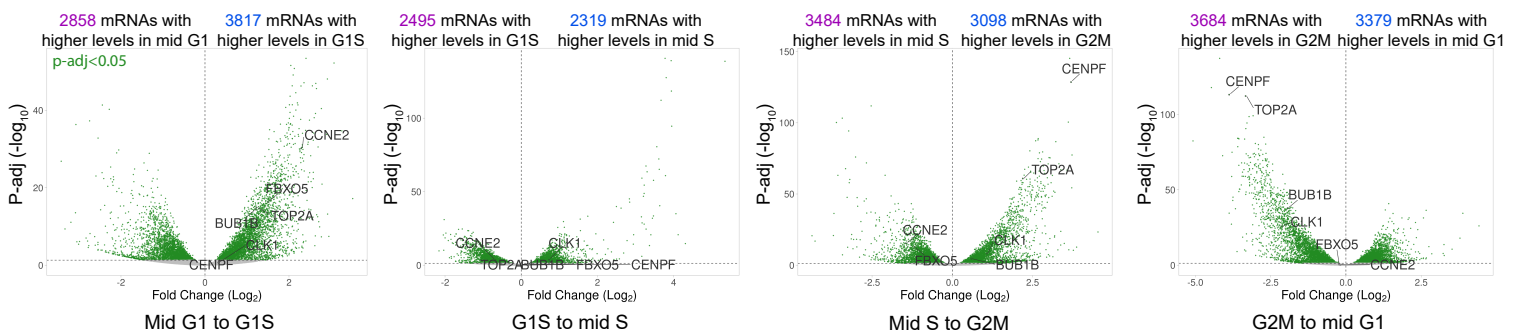 2858 mRNAs with
higher levels in mid G1
3817 mRNAs with
higher levels in G1S
p-adj<0.05
P-adj (-log10)
40
20
0
CCNE2
FBXO5
BUB1B
TOP2A
CLK1
CENPF
-2
0
2
Fold Change (Log2)
Mid G1 to G1S
2495 mRNAs with
higher levels in G1S
2319 mRNAs with
higher levels in mid S
P-adj (-log10)
100
50
0
CCNE2
CLK1
TOP2A
BUB1B
FBXO5
CENPF
-2
0
2
4
Fold Change (Log2)
G1S to mid S
3484 mRNAs with
higher levels in mid S
3098 mRNAs with
higher levels in G2M
P-adj (-log10)
150
100
50
0
CENPF
TOP2A
CCNE2
CLK1
FBXO5
BUB1B
-2.5
0.0
2.5
Fold Change (Log2)
Mid S to G2M
3684 mRNAs with
higher levels in G2M
3379 mRNAs with
higher levels in mid G1
P-adj (-log10)
100
50
0
CENPF
TOP2A
BUB1B
CLK1
FBXO5
CCNE2
-5.0
-2.5
0.0
2.5
Fold Change (Log2)
G2M to mid G1